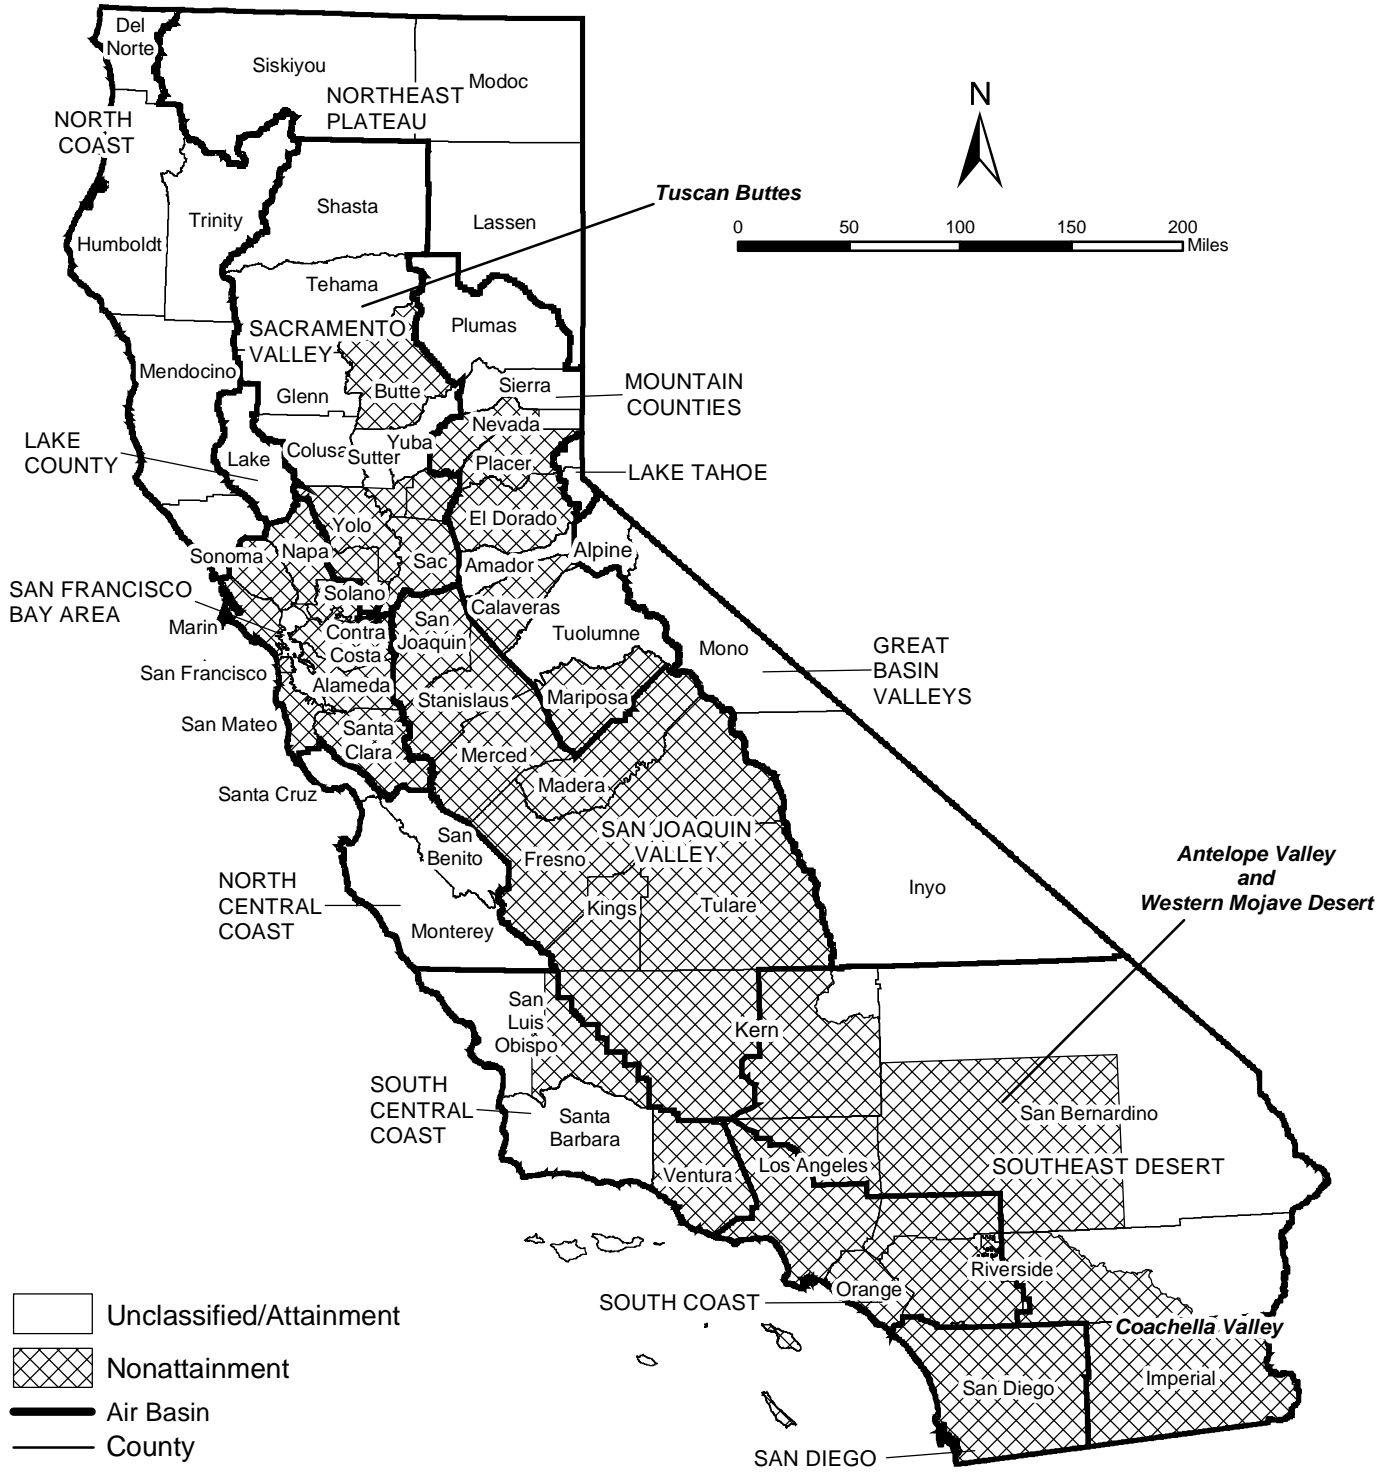 Del
Norte
Siskiyou
Modoc
NORTHEAST
PLATEAU
NORTH
COAST
N
Tuscan Buttes
Shasta
Trinity
Lassen
Humboldt
0 50 100 150 200
Miles
Tehama
Plumas
SACRAMENTO
VALLEY
Mendocino
Glenn
Butte
Sierra
MOUNTAIN
COUNTIES
Nevada
Yuba
LAKE
COUNTY
Lake
Colusa
Sutter
Placer
LAKE TAHOE
Yolo
El Dorado
Sonoma
Napa
Sac
Amador
Alpine
SAN FRANCISCO
BAY AREA
Solano
Calaveras
Marin
Contra
Costa
San
Joaquin
Tuolumne
Mono
GREAT
BASIN
VALLEYS
San Francisco
Alameda
Stanislaus
Mariposa
San Mateo
Santa
Clara
Merced
Madera
Santa Cruz
San
Benito
SAN JOAQUIN
VALLEY
Fresno
Antelope Valley
and
Western Mojave Desert
NORTH
CENTRAL
COAST
Kings
Tulare
Inyo
Monterey
San
Luis
Obispo
Kern
SOUTH
CENTRAL
COAST
Santa
Barbara
San Bernardino
Ventura
Los Angeles
SOUTHEAST DESERT
Riverside
Orange
SOUTH COAST
Coachella Valley
San Diego
Imperial
SAN DIEGO
Unclassified/Attainment
Nonattainment
Air Basin
County